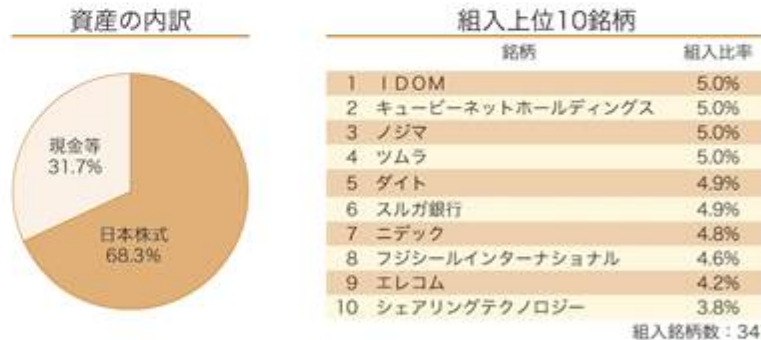 資産の内訳
現金等
31.7%
日本株式
68.3%
組入上位10銘柄
銘柄 組入比率
1 IDOM 5.0%
2 キュービーネットホールディングス 5.0%
3 ノジマ 5.0%
4 ツムラ 5.0%
5 ダイト 4.9%
6 スルガ銀行 4.9%
7 ニデック 4.8%
8 フジシールインターナショナル 4.6%
9 エレコム 4.2%
10 シェアリングテクノロジー 3.8%
組入銘柄数：34